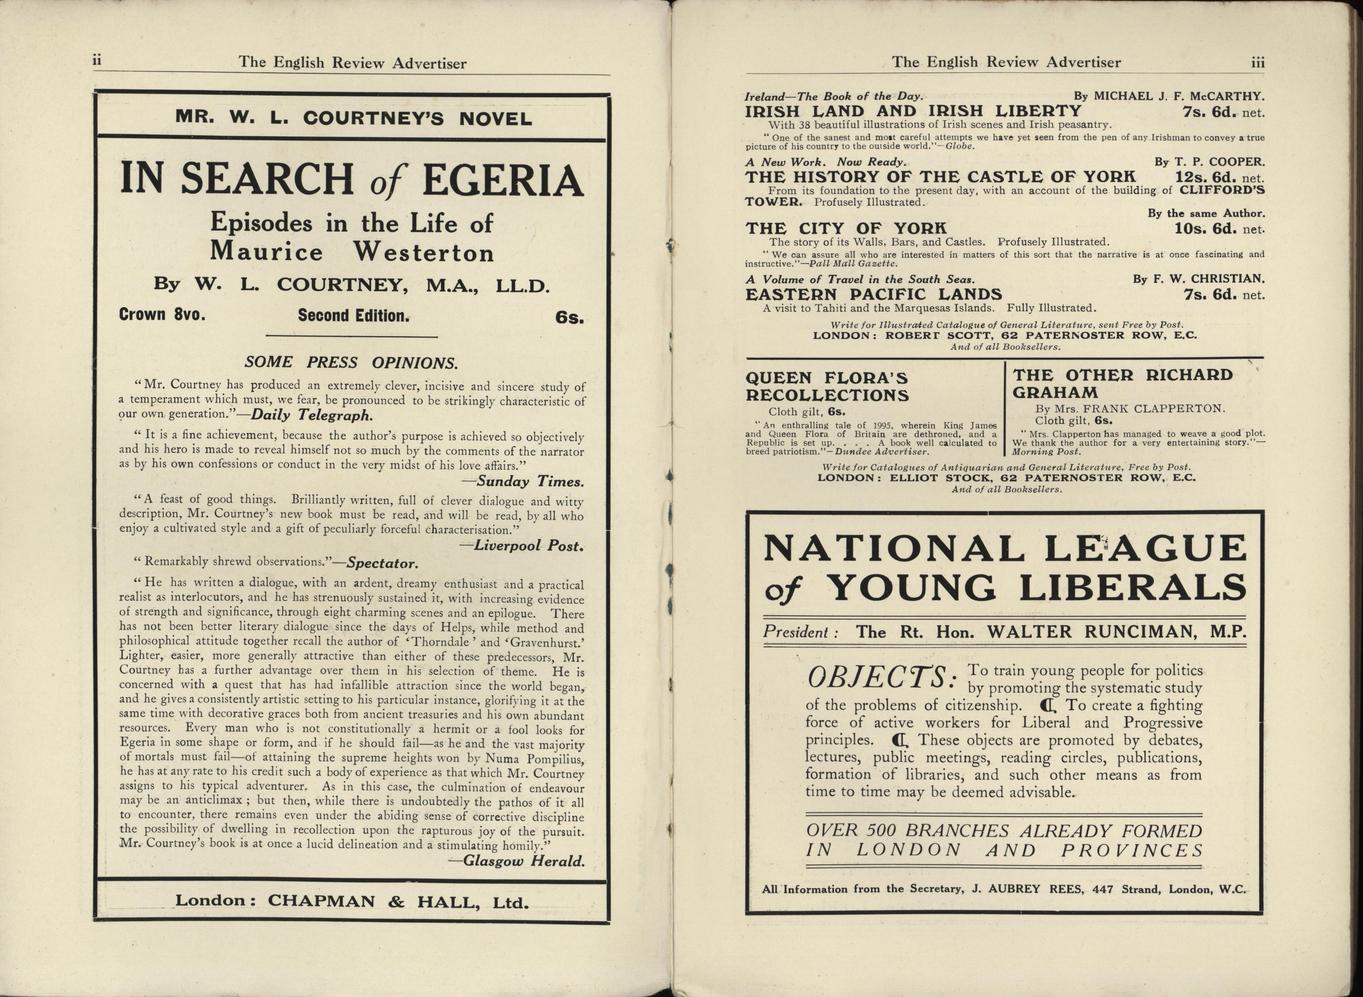 ii
The English Review Advertiser
MR. W. L. COURTNEY'S NOVEL
IN SEARCH of EGERIA
Episodes in the Life of
Maurice Westerton
By W. L. COURTNEY, M.A., LL.D.
Crown 8vo. Second Edition. 6s.
SOME PRESS OPINIONS.
"Mr. Courtney has produced an extremely clever, incisive and sincere study of
a temperament which must, we fear, be pronounced to be strikingly characteristic of
our own generation."—Daily Telegraph.
"It is a fine achievement, because the author's purpose is achieved so objectively
and his hero is made to reveal himself not so much by the comments of the narrator
as by his own confessions or conduct in the very midst of his love affairs."
—Sunday Times.
"A feast of good things. Brilliantly written, full of clever dialogue and witty
description, Mr. Courtney's new book must be read, and will be read, by all who
enjoy a cultivated style and a gift of peculiarly forceful characterisation."
—Liverpool Post.
"Remarkably shrewd observations."—Spectator.
"He has written a dialogue, with an ardent, dreamy enthusiast and a practical
realist as interlocutors, and he has strenuously sustained it, with increasing evidence
of strength and significance, through eight charming scenes and an epilogue. There
has not been better literary dialogue since the days of Helps, while method and
philosophical attitude together recall the author of 'Thorndale' and 'Gravenhurst.'
Lighter, easier, more generally attractive than either of these predecessors, Mr.
Courtney has a further advantage over them in his selection of theme. He is
concerned with a quest that has had infallible attraction since the world began,
and he gives a consistently artistic setting to his particular instance, glorifying it at the
same time with decorative graces both from ancient treasuries and his own abundant
resources. Every man who is not constitutionally a hermit or a fool looks for
Egeria in some shape or form, and if he should fail—as he and the vast majority
of mortals must fail—of attaining the supreme heights won by Numa Pompilius,
he has at any rate to his credit such a body of experience as that which Mr. Courtney
assigns to his typical adventurer. As in this case, the culmination of endeavour
may be an anticlimax; but then, while there is undoubtedly the pathos of it all
to encounter, there remains even under the abiding sense of corrective discipline
the possibility of dwelling in recollection upon the rapturous joy of the pursuit.
Mr. Courtney's book is at once a lucid delineation and a stimulating homily."
—Glasgow Herald.
London: CHAPMAN & HALL, Ltd.
The English Review Advertiser
iii
Ireland—The Book of the Day. By MICHAEL J. F. McCARTHY.
IRISH LAND AND IRISH LIBERTY 7s. 6d. net.
With 38 beautiful illustrations of Irish scenes and Irish peasantry.
"One of the sanest and most careful attempts we have yet seen from the pen of any Irishman to convey a true
picture of his country to the outside world."—Globe.
A New Work. Now Ready. By T. P. COOPER.
THE HISTORY OF THE CASTLE OF YORK 12s. 6d. net.
From its foundation to the present day, with an account of the building of CLIFFORD'S
TOWER. Profusely Illustrated.
By the same Author.
THE CITY OF YORK 10s. 6d. net.
The story of its Walls, Bars, and Castles. Profusely Illustrated.
"We can assure all who are interested in matters of this sort that the narrative is at once fascinating and
instructive."—Pall Mall Gazette.
A Volume of Travel in the South Seas. By F. W. CHRISTIAN.
EASTERN PACIFIC LANDS 7s. 6d. net.
A visit to Tahiti and the Marquesas Islands. Fully Illustrated.
Write for Illustrated Catalogue of General Literature, sent Free by Post.
LONDON: ROBERT SCOTT, 62 PATERNOSTER ROW, E.C.
And of all Booksellers.
QUEEN FLORA'S
RECOLLECTIONS
Cloth gilt, 6s.
"An enthralling tale of 1995, wherein King James
and Queen Flora of Britain are dethroned, and a
Republic is set up. . . . A book well calculated to
breed patriotism."—Dundee Advertiser.
THE OTHER RICHARD
GRAHAM
By Mrs. FRANK CLAPPERTON.
Cloth gilt, 6s.
"Mrs. Clapperton has managed to weave a good plot.
We thank the author for a very entertaining story."—
Morning Post.
Write for Catalogues of Antiquarian and General Literature, Free by Post.
LONDON: ELLIOT STOCK, 62 PATERNOSTER ROW, E.C.
And of all Booksellers.
NATIONAL LEAGUE
of YOUNG LIBERALS
President: The Rt. Hon. WALTER RUNCIMAN, M.P.
OBJECTS: To train young people for politics
by promoting the systematic study
of the problems of citizenship. ¶ To create a fighting
force of active workers for Liberal and Progressive
principles. ¶ These objects are promoted by debates,
lectures, public meetings, reading circles, publications,
formation of libraries, and such other means as from
time to time may be deemed advisable.
OVER 500 BRANCHES ALREADY FORMED
IN LONDON AND PROVINCES
All Information from the Secretary, J. AUBREY REES, 447 Strand, London, W.C.